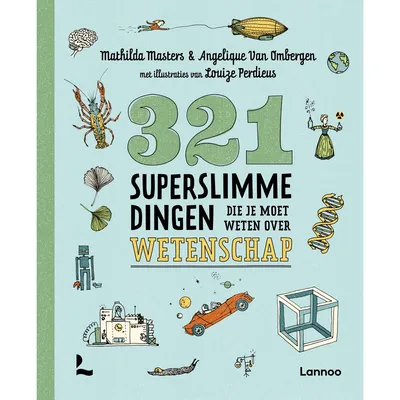 Mathilda Masters & Angelique Van Ombergen
met illustraties van Louize Perdieus
321
SUPERSLIMME
DINGEN DIE JE MOET
WETEN OVER
WETENSCHAP
L
Lannoo